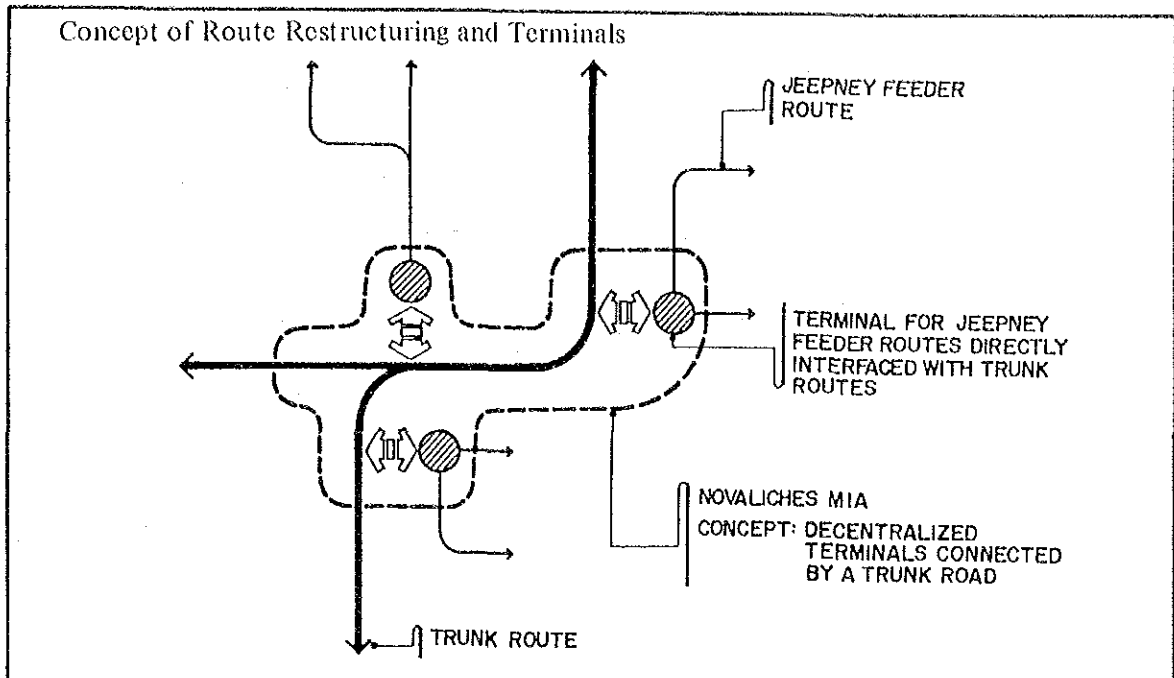 Concept of Route Restructuring and Terminals
JEEPNEY FEEDER
ROUTE
TERMINAL FOR JEEPNEY
FEEDER ROUTES DIRECTLY
INTERFACED WITH TRUNK
ROUTES
NOVALICHES MIA
CONCEPT: DECENTRALIZED
TERMINALS CONNECTED
BY A TRUNK ROAD
TRUNK ROUTE